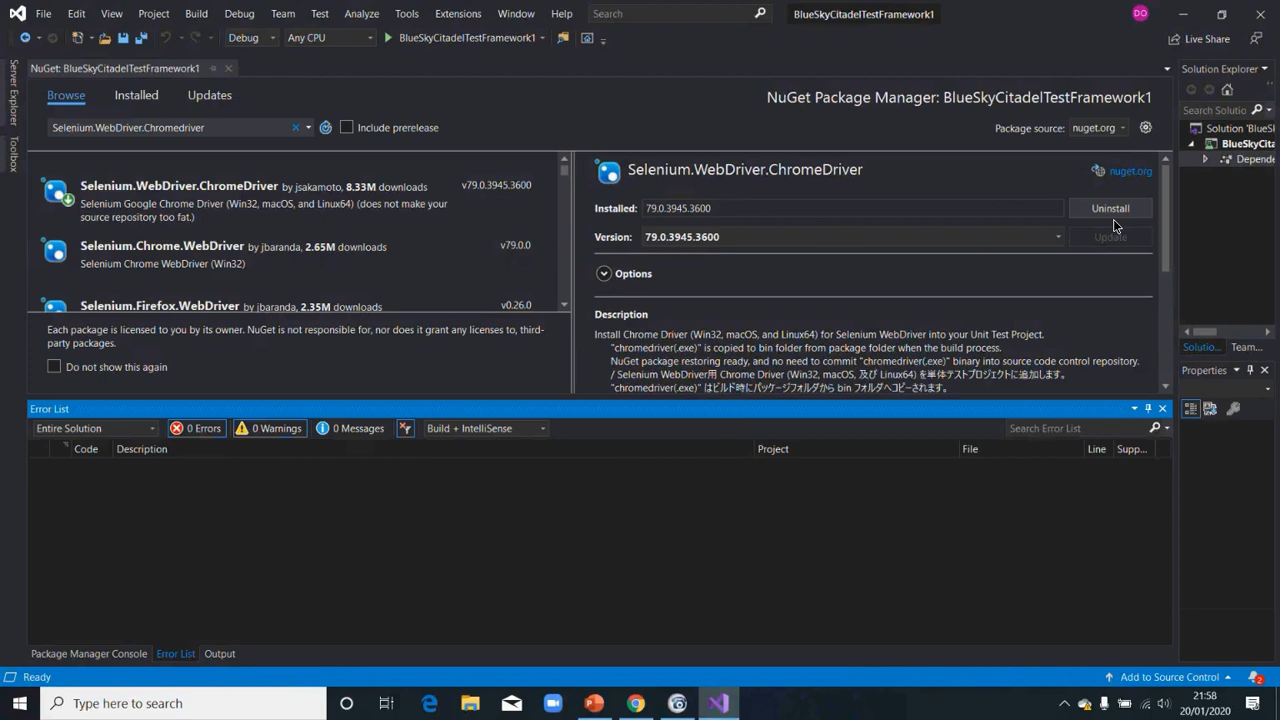 File Edit View Project Build Debug Team Test Analyze Tools Extensions Window Help Search BlueSkyCitadelTestFramework1 DO
Debug Any CPU BlueSkyCitadelTestFramework1 Live Share
Server Explorer
Toolbox
NuGet: BlueSkyCitadelTestFramework1
Browse Installed Updates
NuGet Package Manager: BlueSkyCitadelTestFramework1
Selenium.WebDriver.Chromedriver Include prerelease
Package source: nuget.org
Selenium.WebDriver.ChromeDriver by jsakamoto, 8.33M downloads v79.0.3945.3600
Selenium Google Chrome Driver (Win32, macOS, and Linux64) (does not make your
source repository too fat.)
Selenium.Chrome.WebDriver by jbaranda, 2.65M downloads v79.0.0
Selenium Chrome WebDriver (Win32)
Selenium.Firefox.WebDriver by jbaranda, 2.35M downloads v0.26.0
Each package is licensed to you by its owner. NuGet is not responsible for, nor does it grant any licenses to, third-
party packages.
Do not show this again
Selenium.WebDriver.ChromeDriver nuget.org
Installed: 79.0.3945.3600 Uninstall
Version: 79.0.3945.3600 Update
Options
Description
Install Chrome Driver (Win32, macOS, and Linux64) for Selenium WebDriver into your Unit Test Project.
"chromedriver(.exe)" is copied to bin folder from package folder when the build process.
NuGet package restoring ready, and no need to commit "chromedriver(.exe)" binary into source code control repository.
/ Selenium WebDriver用 Chrome Driver (Win32, macOS, 及び Linux64) を単体テストプロジェクトに追加します。
"chromedriver(.exe)" はビルド時にパッケージフォルダから bin フォルダへコピーされます。
Solution Explorer
Search Solutio
Solution 'BlueSl
BlueSkyCita
Depende
Solutio... Team...
Properties
Error List
Entire Solution 0 Errors 0 Warnings 0 Messages Build + IntelliSense Search Error List
Code Description Project File Line Supp...
Package Manager Console Error List Output
Ready Add to Source Control 2
Type here to search
21:58
20/01/2020